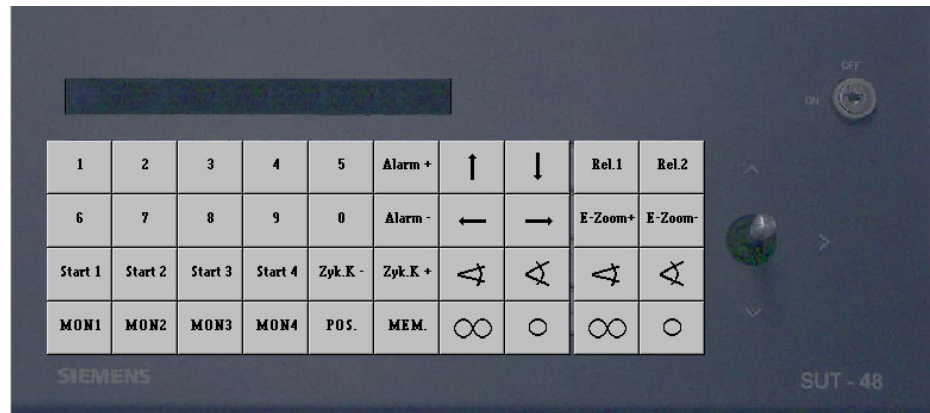 OFF
ON
1 2 3 4 5 Alarm + Rel.1 Rel.2
6 7 8 9 0 Alarm - E-Zoom+ E-Zoom-
Start 1 Start 2 Start 3 Start 4 Zyk.K - Zyk.K +
MON1 MON2 MON3 MON4 POS. MEM.
SIEMENS
SUT - 48